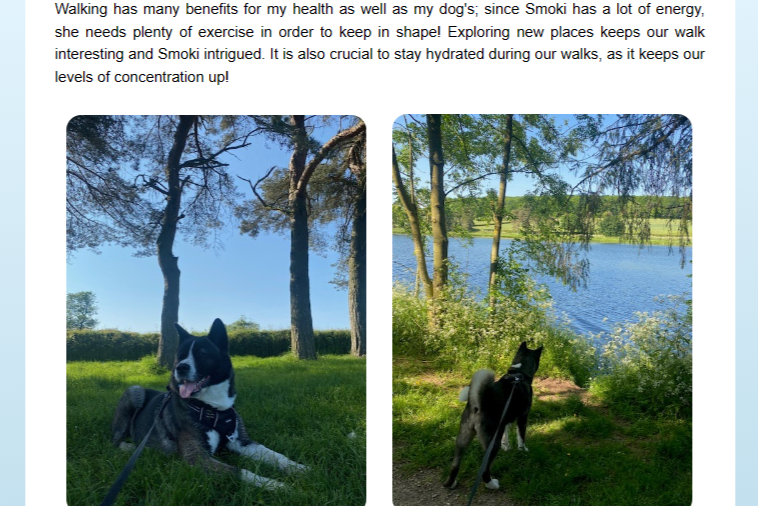 Walking has many benefits for my health as well as my dog's; since Smoki has a lot of energy,
she needs plenty of exercise in order to keep in shape! Exploring new places keeps our walk
interesting and Smoki intrigued. It is also crucial to stay hydrated during our walks, as it keeps our
levels of concentration up!